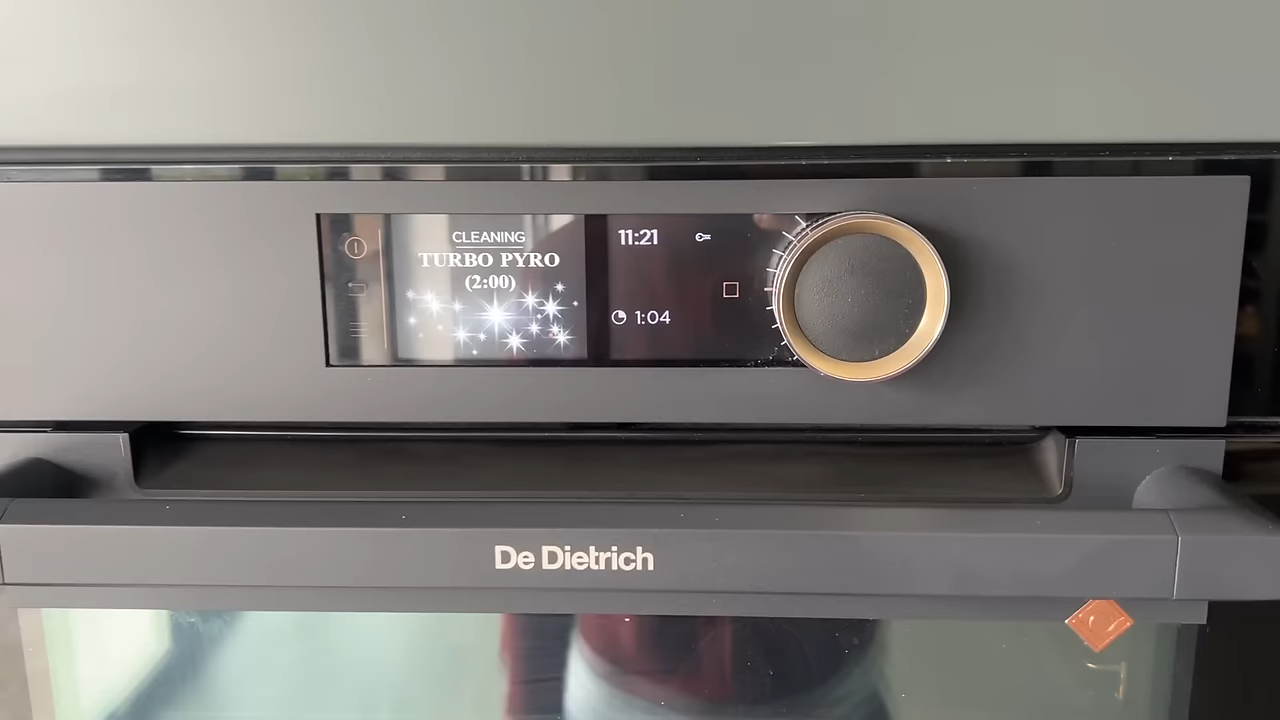 CLEANING
TURBO PYRO
(2:00)
11:21
1:04
De Dietrich